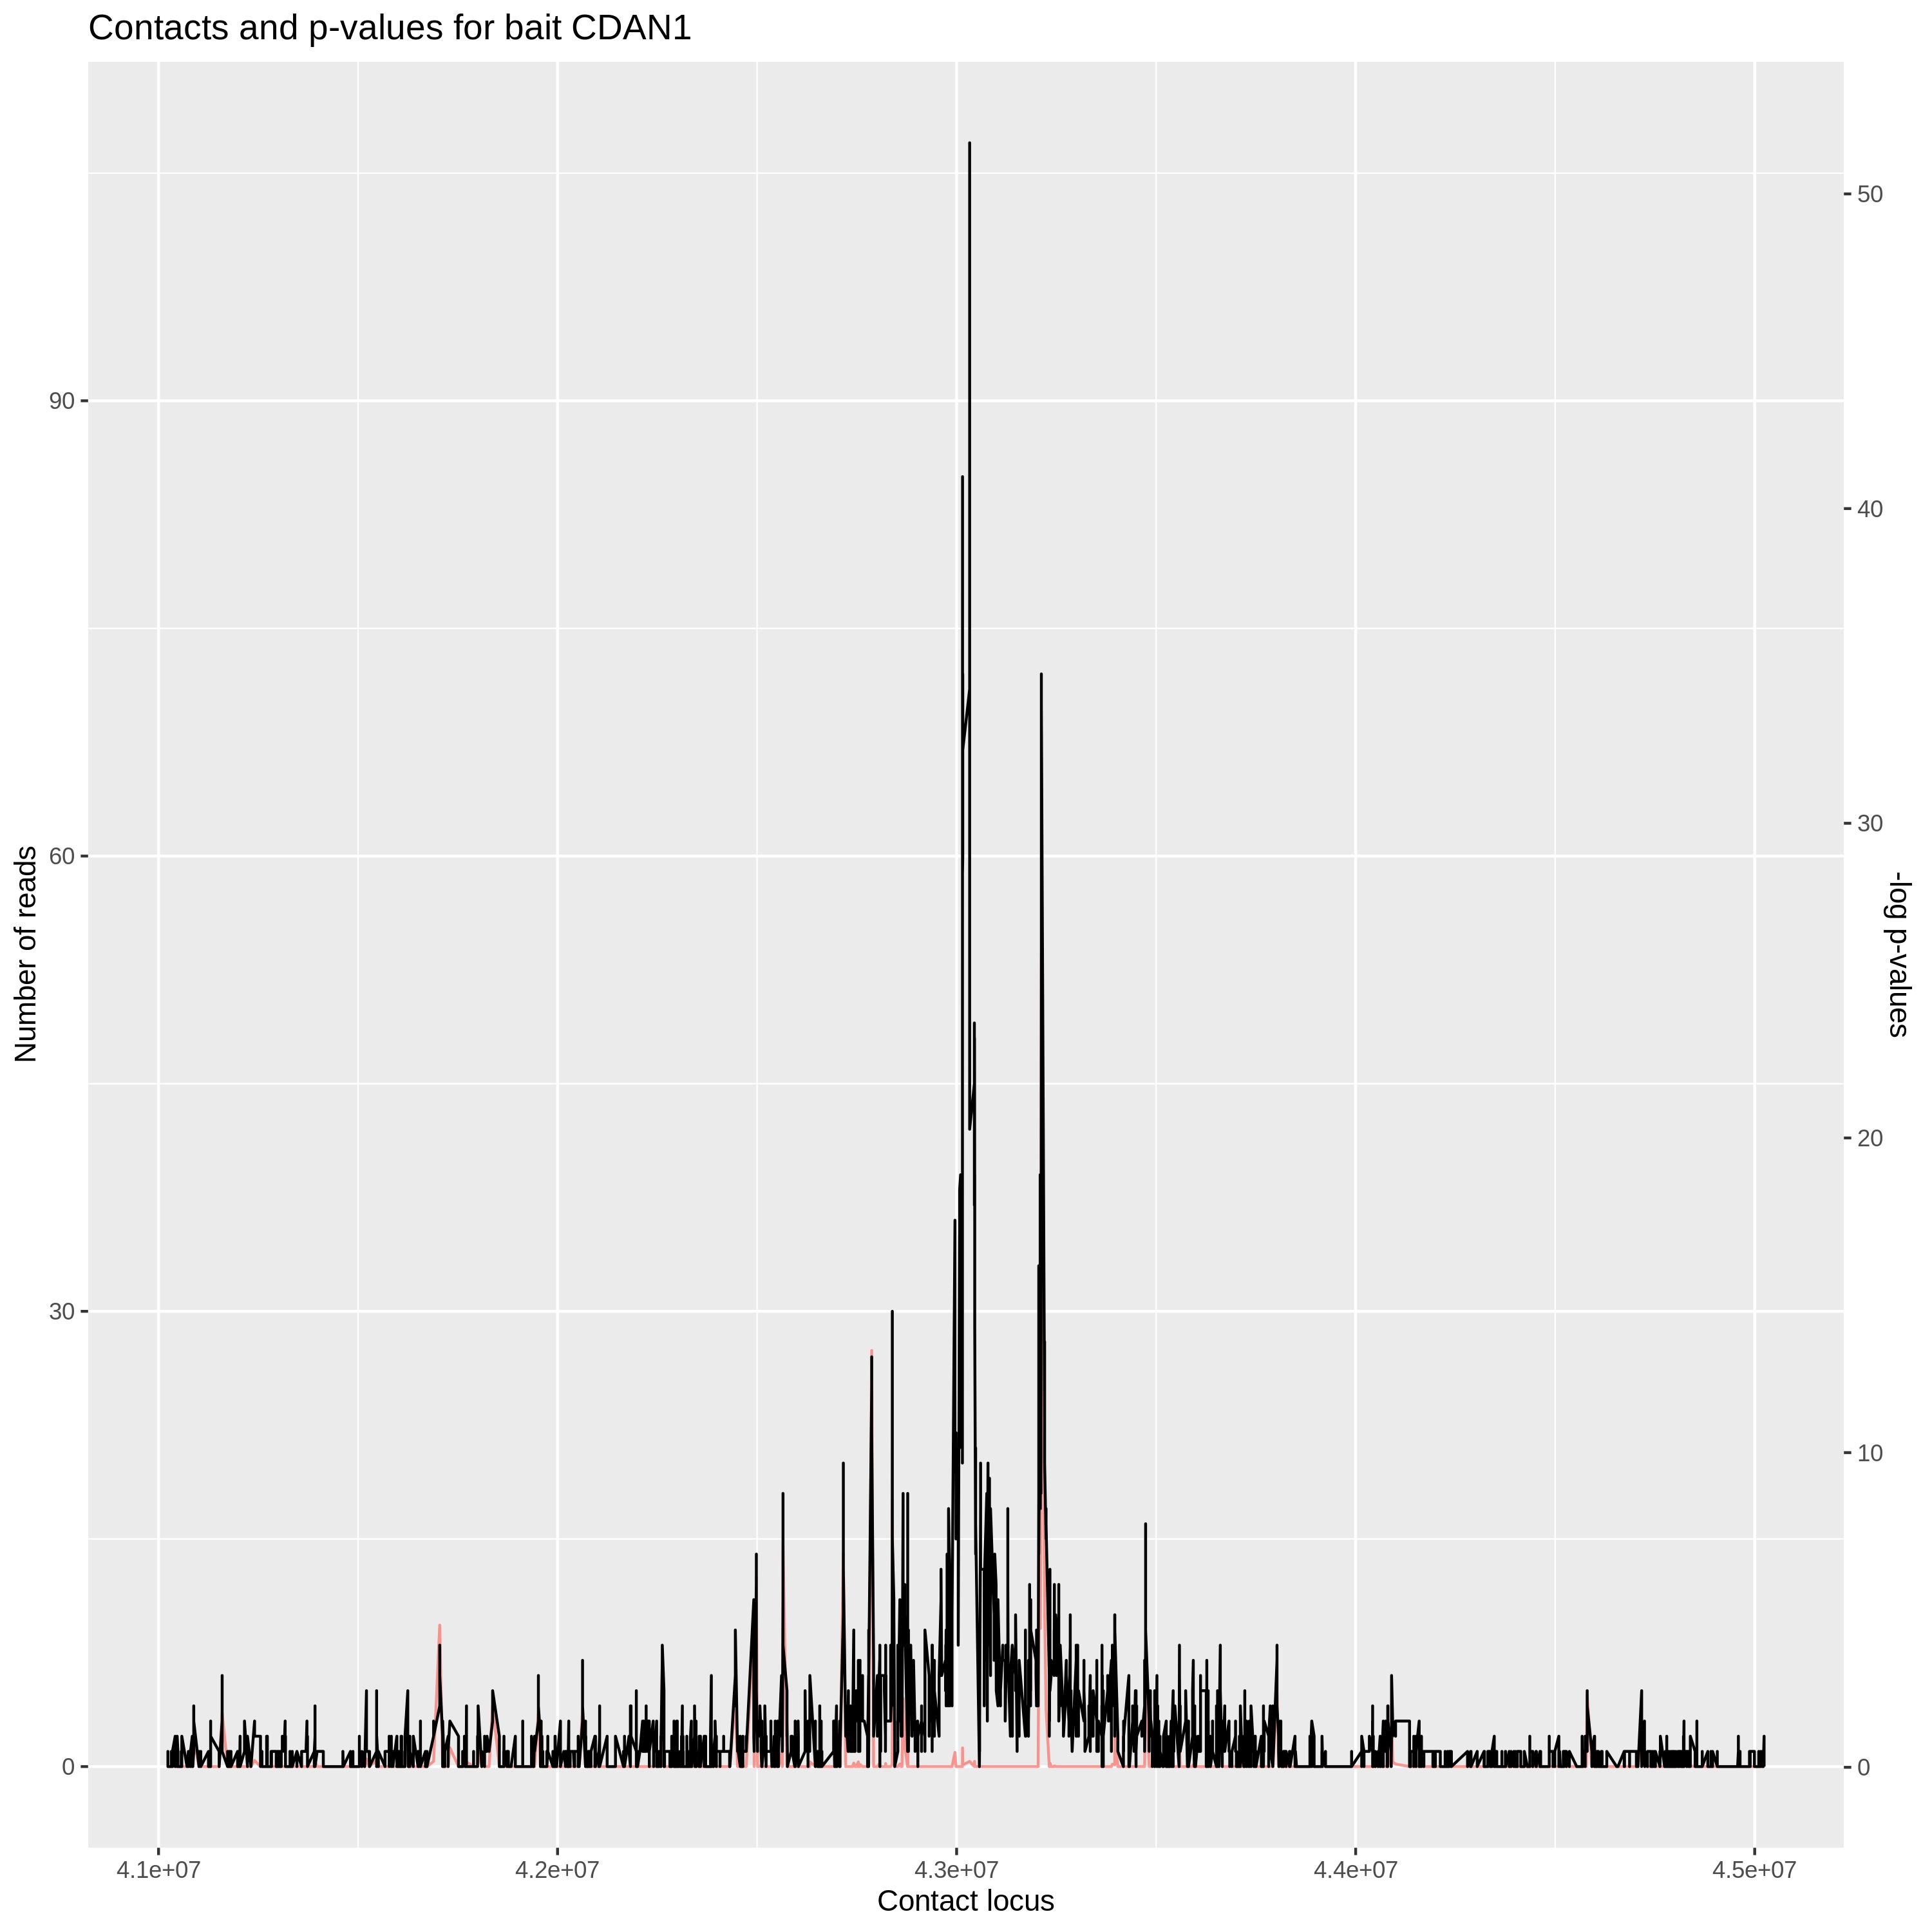 Contacts and p-values for bait CDAN1
90
60
30
0
50
40
30
20
10
0
Number of reads
-log p-values
4.1e+07
4.2e+07
4.3e+07
4.4e+07
4.5e+07
Contact locus